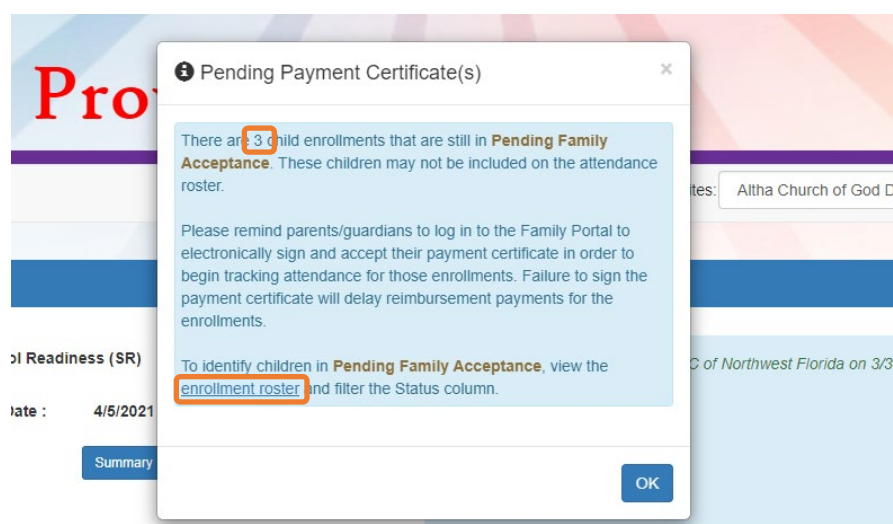 Pro
Pending Payment Certificate(s) ×
There are 3 child enrollments that are still in Pending Family
Acceptance. These children may not be included on the attendance
roster.
ites: Altha Church of God D
Please remind parents/guardians to log in to the Family Portal to
electronically sign and accept their payment certificate in order to
begin tracking attendance for those enrollments. Failure to sign the
payment certificate will delay reimbursement payments for the
enrollments.
ol Readiness (SR)
To identify children in Pending Family Acceptance, view the
enrollment roster and filter the Status column.
C of Northwest Florida on 3/3
Date : 4/5/2021
Summary
OK